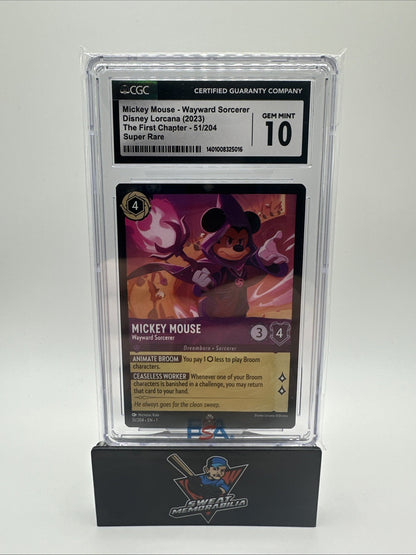 CGC
CERTIFIED GUARANTY COMPANY
Mickey Mouse - Wayward Sorcerer
Disney Lorcana (2023)
The First Chapter - 51/204
Super Rare
GEM MINT
10
1401008325016
4
MICKEY MOUSE
Wayward Sorcerer
3
4
Dreamborn • Sorcerer
ANIMATE BROOM You pay 1 less to play Broom
characters.
CEASELESS WORKER Whenever one of your Broom
characters is banished in a challenge, you may return
that card to your hand.
He always goes for the clean sweep.
51/204 • EN • 1
PSA
SWEAT
MEMORABILIA